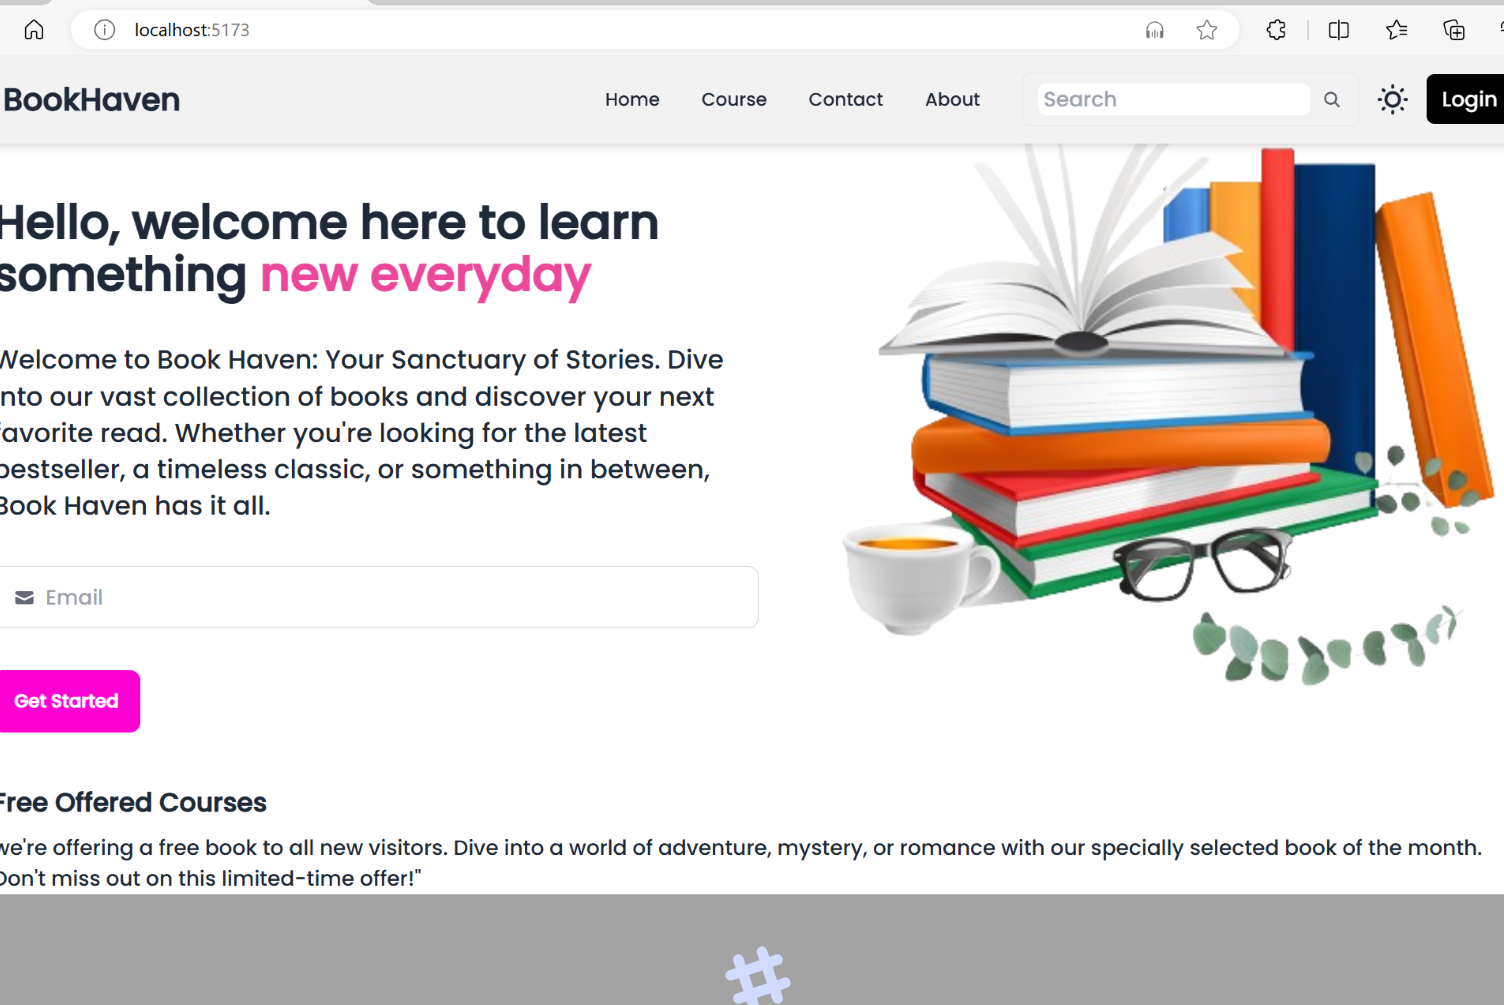 localhost:5173
BookHaven
Home Course Contact About Search Login
Hello, welcome here to learn
something new everyday
Welcome to Book Haven: Your Sanctuary of Stories. Dive
into our vast collection of books and discover your next
favorite read. Whether you're looking for the latest
bestseller, a timeless classic, or something in between,
Book Haven has it all.
Email
Get Started
Free Offered Courses
we're offering a free book to all new visitors. Dive into a world of adventure, mystery, or romance with our specially selected book of the month.
Don't miss out on this limited-time offer!"